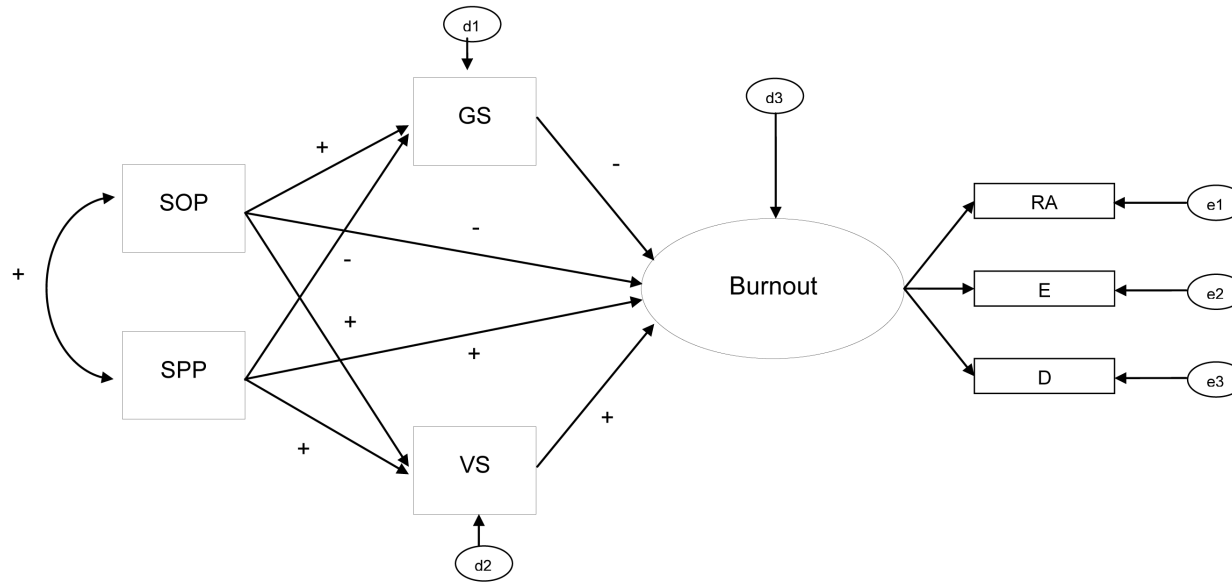 d1
GS
d3
+
-
SOP
-
RA
e1
+
-
Burnout
E
e2
+
SPP
+
D
e3
+
VS
+
d2